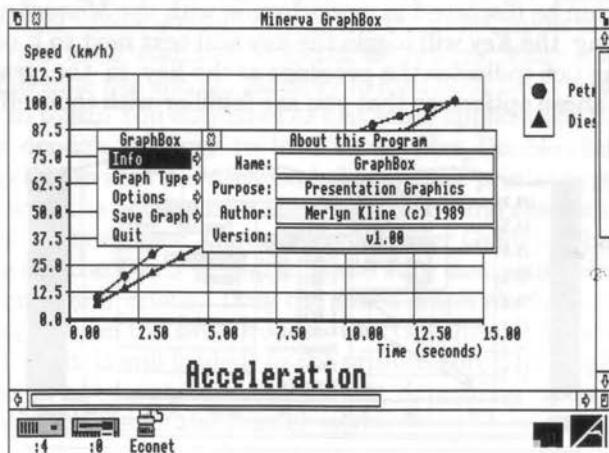 Minerva GraphBox
Speed (km/h)
112.5
100.0
87.5
75.0
62.5
50.0
37.5
25.0
12.5
0.0
0.00
2.50
5.00
7.50
10.00
12.50
15.00
Time (seconds)
Acceleration
Petr
Dies
GraphBox
Info
Graph Type
Options
Save Graph
Quit
About this Program
Name: GraphBox
Purpose: Presentation Graphics
Author: Merlyn Kline (c) 1989
Version: v1.00
:4
:0
Econet